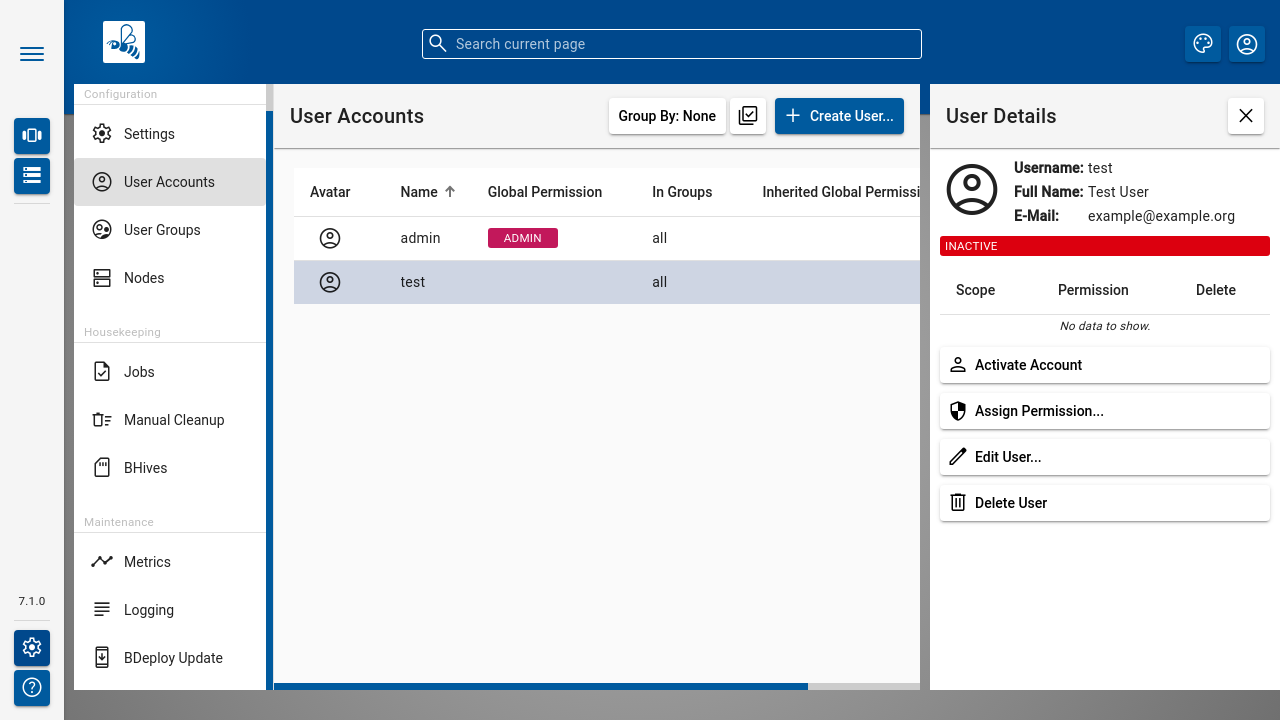 Search current page
Configuration
Settings
User Accounts
User Groups
Nodes
Housekeeping
Jobs
Manual Cleanup
BHives
Maintenance
Metrics
Logging
BDeploy Update
7.1.0
User Accounts
Group By: None
Create User...
Avatar Name Global Permission In Groups Inherited Global Permissi
admin ADMIN all
test all
User Details
Username: test
Full Name: Test User
E-Mail: example@example.org
INACTIVE
Scope Permission Delete
No data to show.
Activate Account
Assign Permission...
Edit User...
Delete User